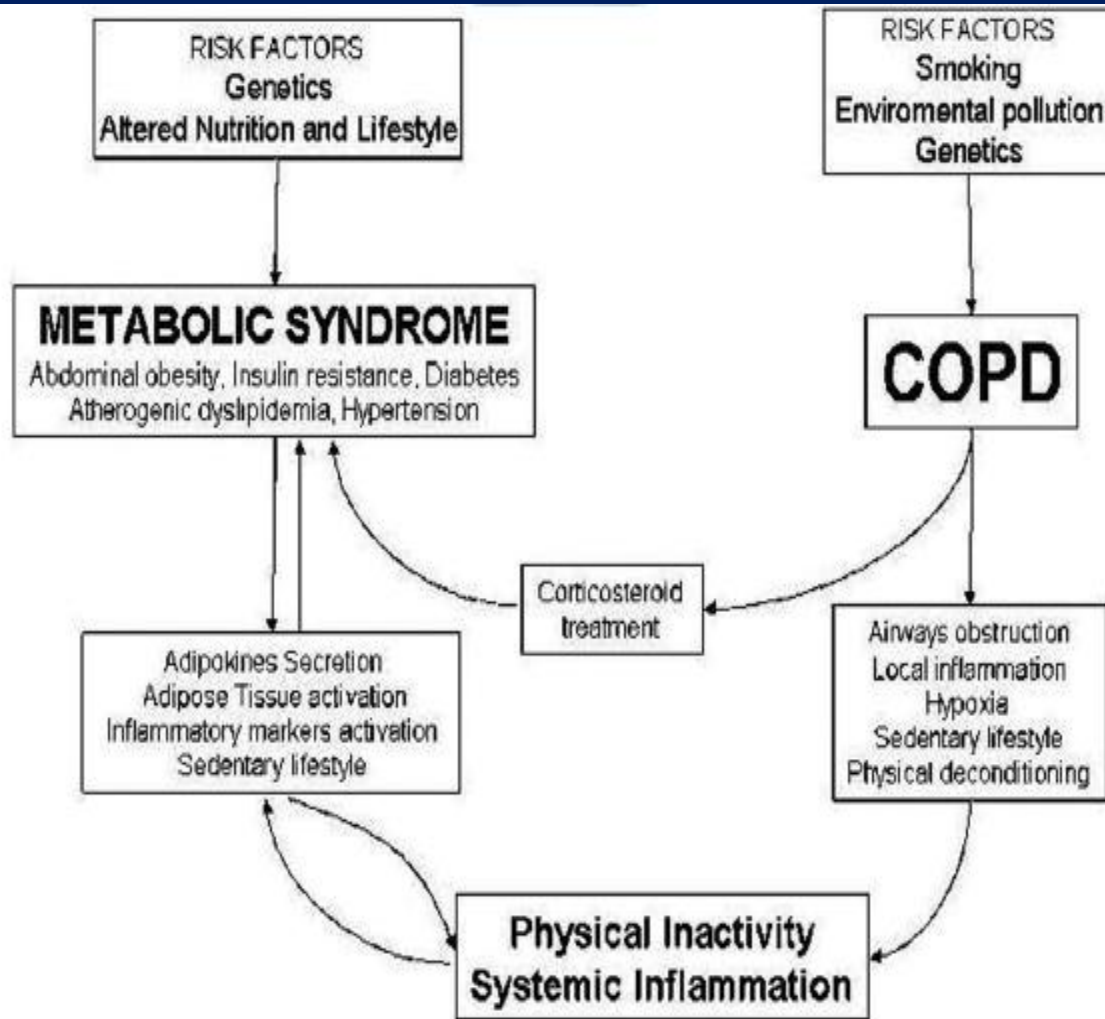 RISK FACTORS
Genetics
Altered Nutrition and Lifestyle
RISK FACTORS
Smoking
Enviromental pollution
Genetics
METABOLIC SYNDROME
Abdominal obesity, Insulin resistance, Diabetes
Atherogenic dyslipidemia, Hypertension
COPD
Corticosteroid
treatment
Adipokines Secretion
Adipose Tissue activation
Inflammatory markers activation
Sedentary lifestyle
Airways obstruction
Local inflammation
Hypoxia
Sedentary lifestyle
Physical deconditioning
Physical Inactivity
Systemic Inflammation